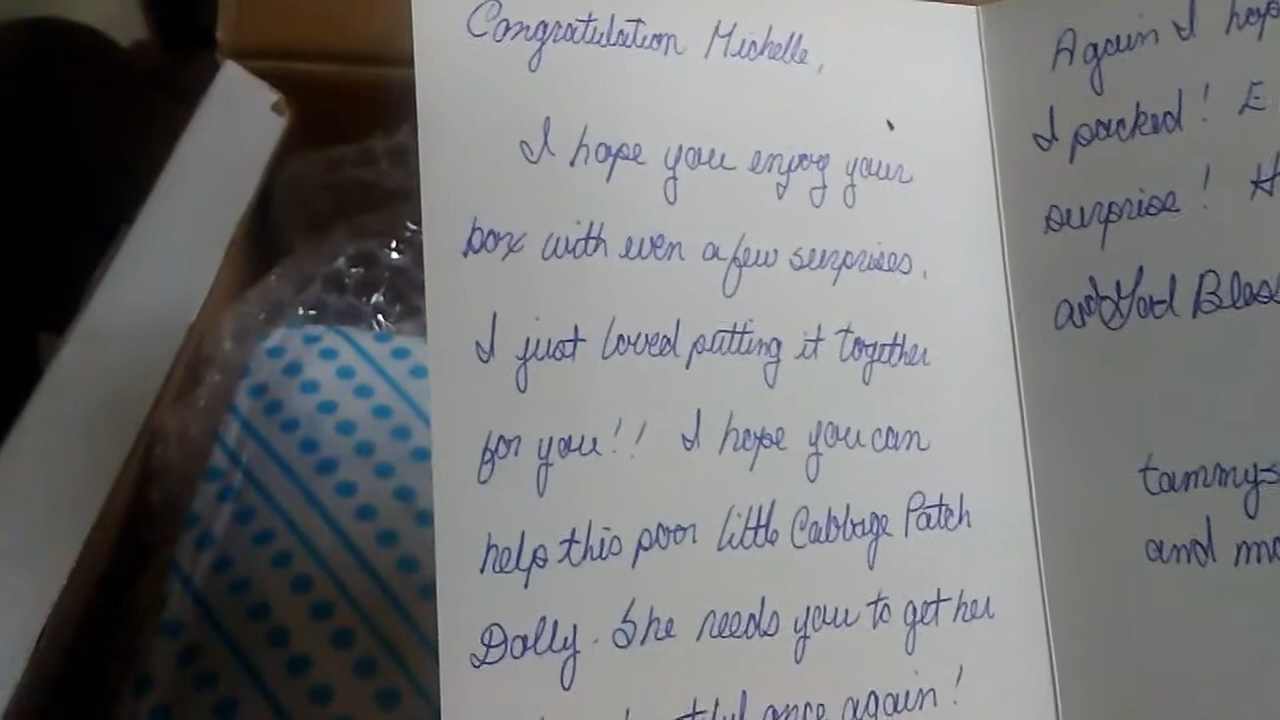 Congratulation Michelle,
I hope you enjoy your
box with even a few surprises.
I just loved putting it together
for you!! I hope you can
help this poor little Cabbage Patch
Dolly. She needs you to get her
once again!
Again I hop
I packed! E
surprise! H
and God Bless
tammys
and mo